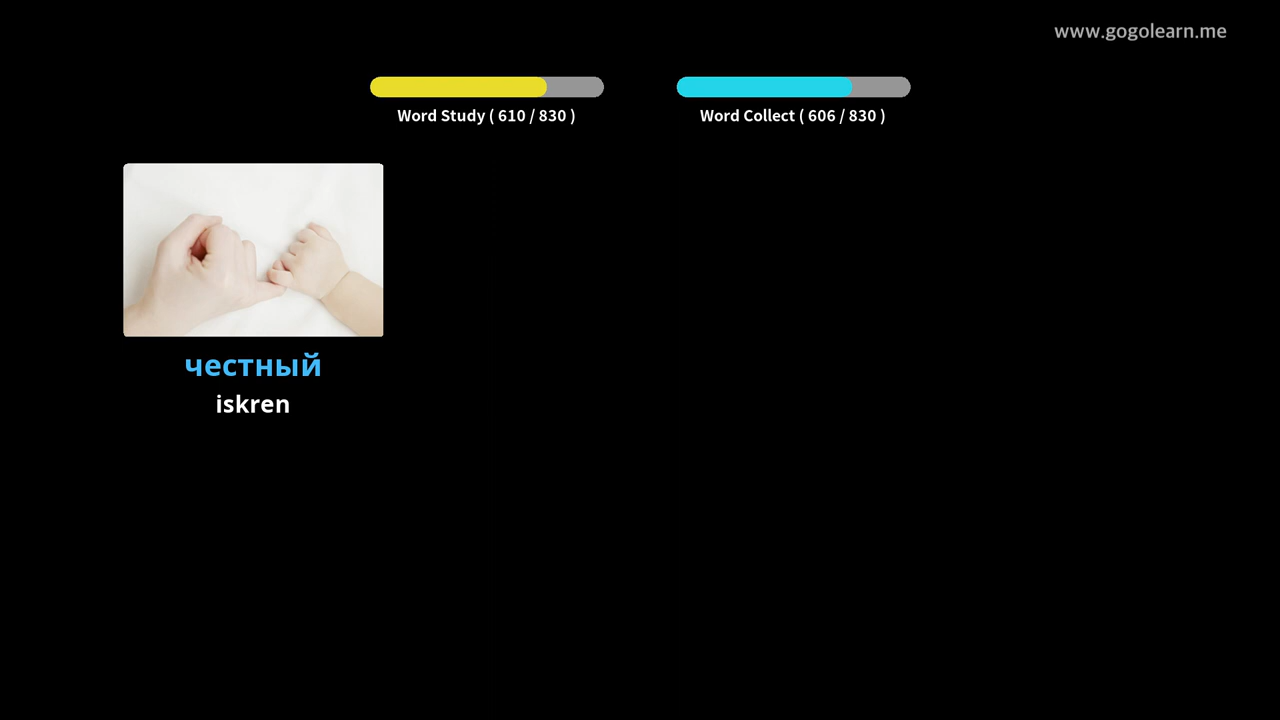 www.gogolearn.me
Word Study ( 610 / 830 )
Word Collect ( 606 / 830 )
честный
iskren